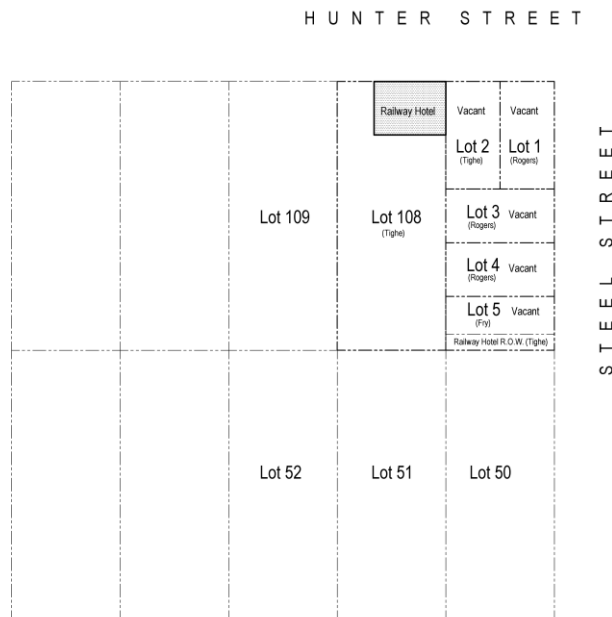 HUNTER STREET
Railway Hotel
Vacant
Vacant
Lot 2
(Tighe)
Lot 1
(Rogers)
STEEL STREET
Lot 109
Lot 108
(Tighe)
Lot 3 Vacant
(Rogers)
Lot 4 Vacant
(Rogers)
Lot 5 Vacant
(Fry)
Railway Hotel R.O.W. (Tighe)
Lot 52
Lot 51
Lot 50